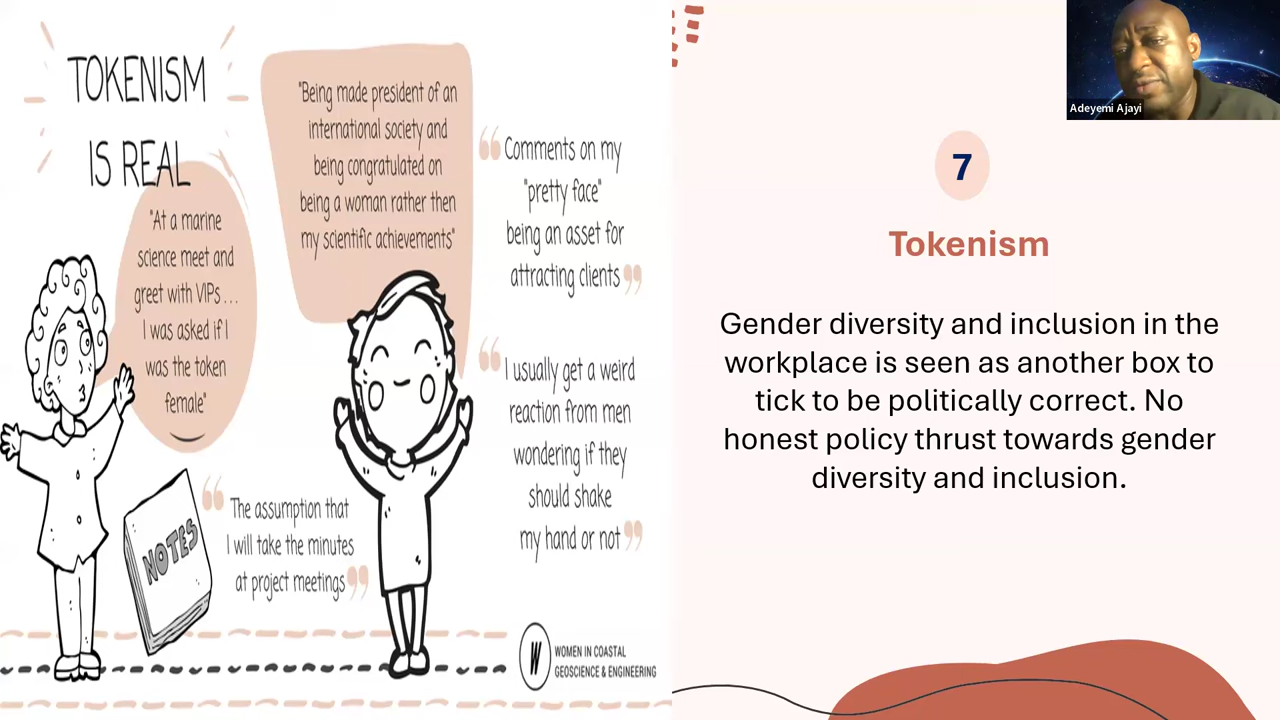 TOKENISM
IS REAL
"At a marine
science meet and
greet with VIPs ...
I was asked if I
was the token
female"
"Being made president of an
international society and
being congratulated on
being a woman rather then
my scientific achievements"
“ Comments on my
"pretty face"
being an asset for
attracting clients ”
“ I usually get a weird
reaction from men
wondering if they
should shake
my hand or not ”
NOTES
“ The assumption that
I will take the minutes
at project meetings ”
W
WOMEN IN COASTAL
GEOSCIENCE & ENGINEERING
Adeyemi Ajayi
7
Tokenism
Gender diversity and inclusion in the
workplace is seen as another box to
tick to be politically correct. No
honest policy thrust towards gender
diversity and inclusion.